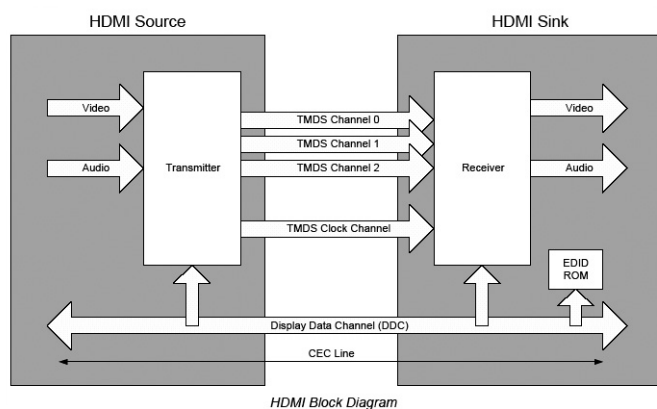 HDMI Source
HDMI Sink
Video
Audio
Transmitter
TMDS Channel 0
TMDS Channel 1
TMDS Channel 2
TMDS Clock Channel
Receiver
Video
Audio
EDID
ROM
Display Data Channel (DDC)
CEC Line
HDMI Block Diagram